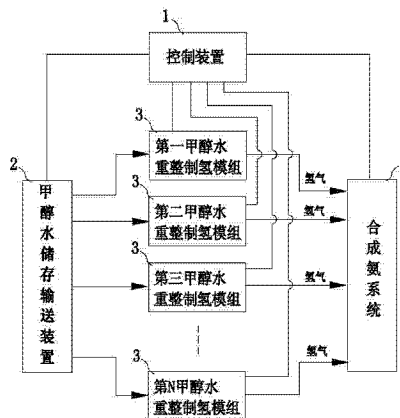 1
控制装置
3
第一甲醇水
重整制氢模组
氢气
2
甲醇水储存输送装置
3
第二甲醇水
重整制氢模组
氢气
合成氨系统
3
第三甲醇水
重整制氢模组
氢气
3
第N甲醇水
重整制氢模组
氢气